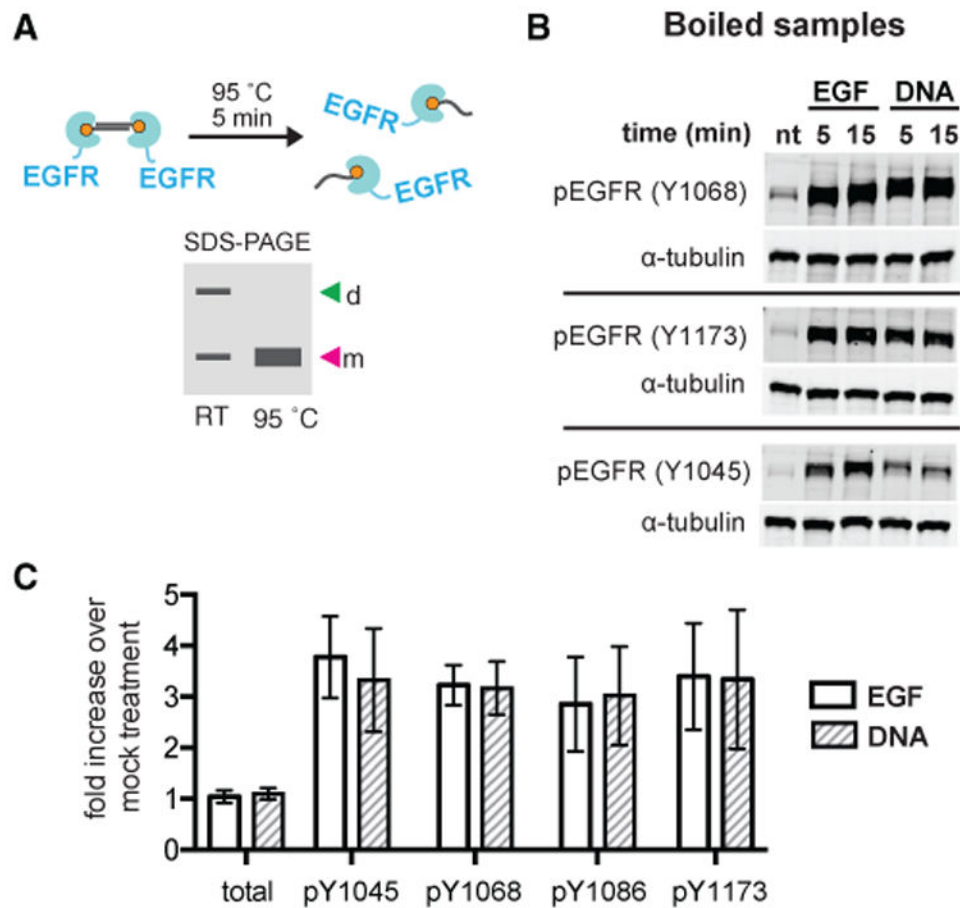 A
95 ˚C
5 min
EGFR
EGFR
EGFR
EGFR
SDS-PAGE
d
m
RT 95 ˚C
B
Boiled samples
EGF DNA
time (min) nt 5 15 5 15
pEGFR (Y1068)
α-tubulin
pEGFR (Y1173)
α-tubulin
pEGFR (Y1045)
α-tubulin
C
fold increase over
mock treatment
5
4
3
2
1
0
total pY1045 pY1068 pY1086 pY1173
EGF
DNA